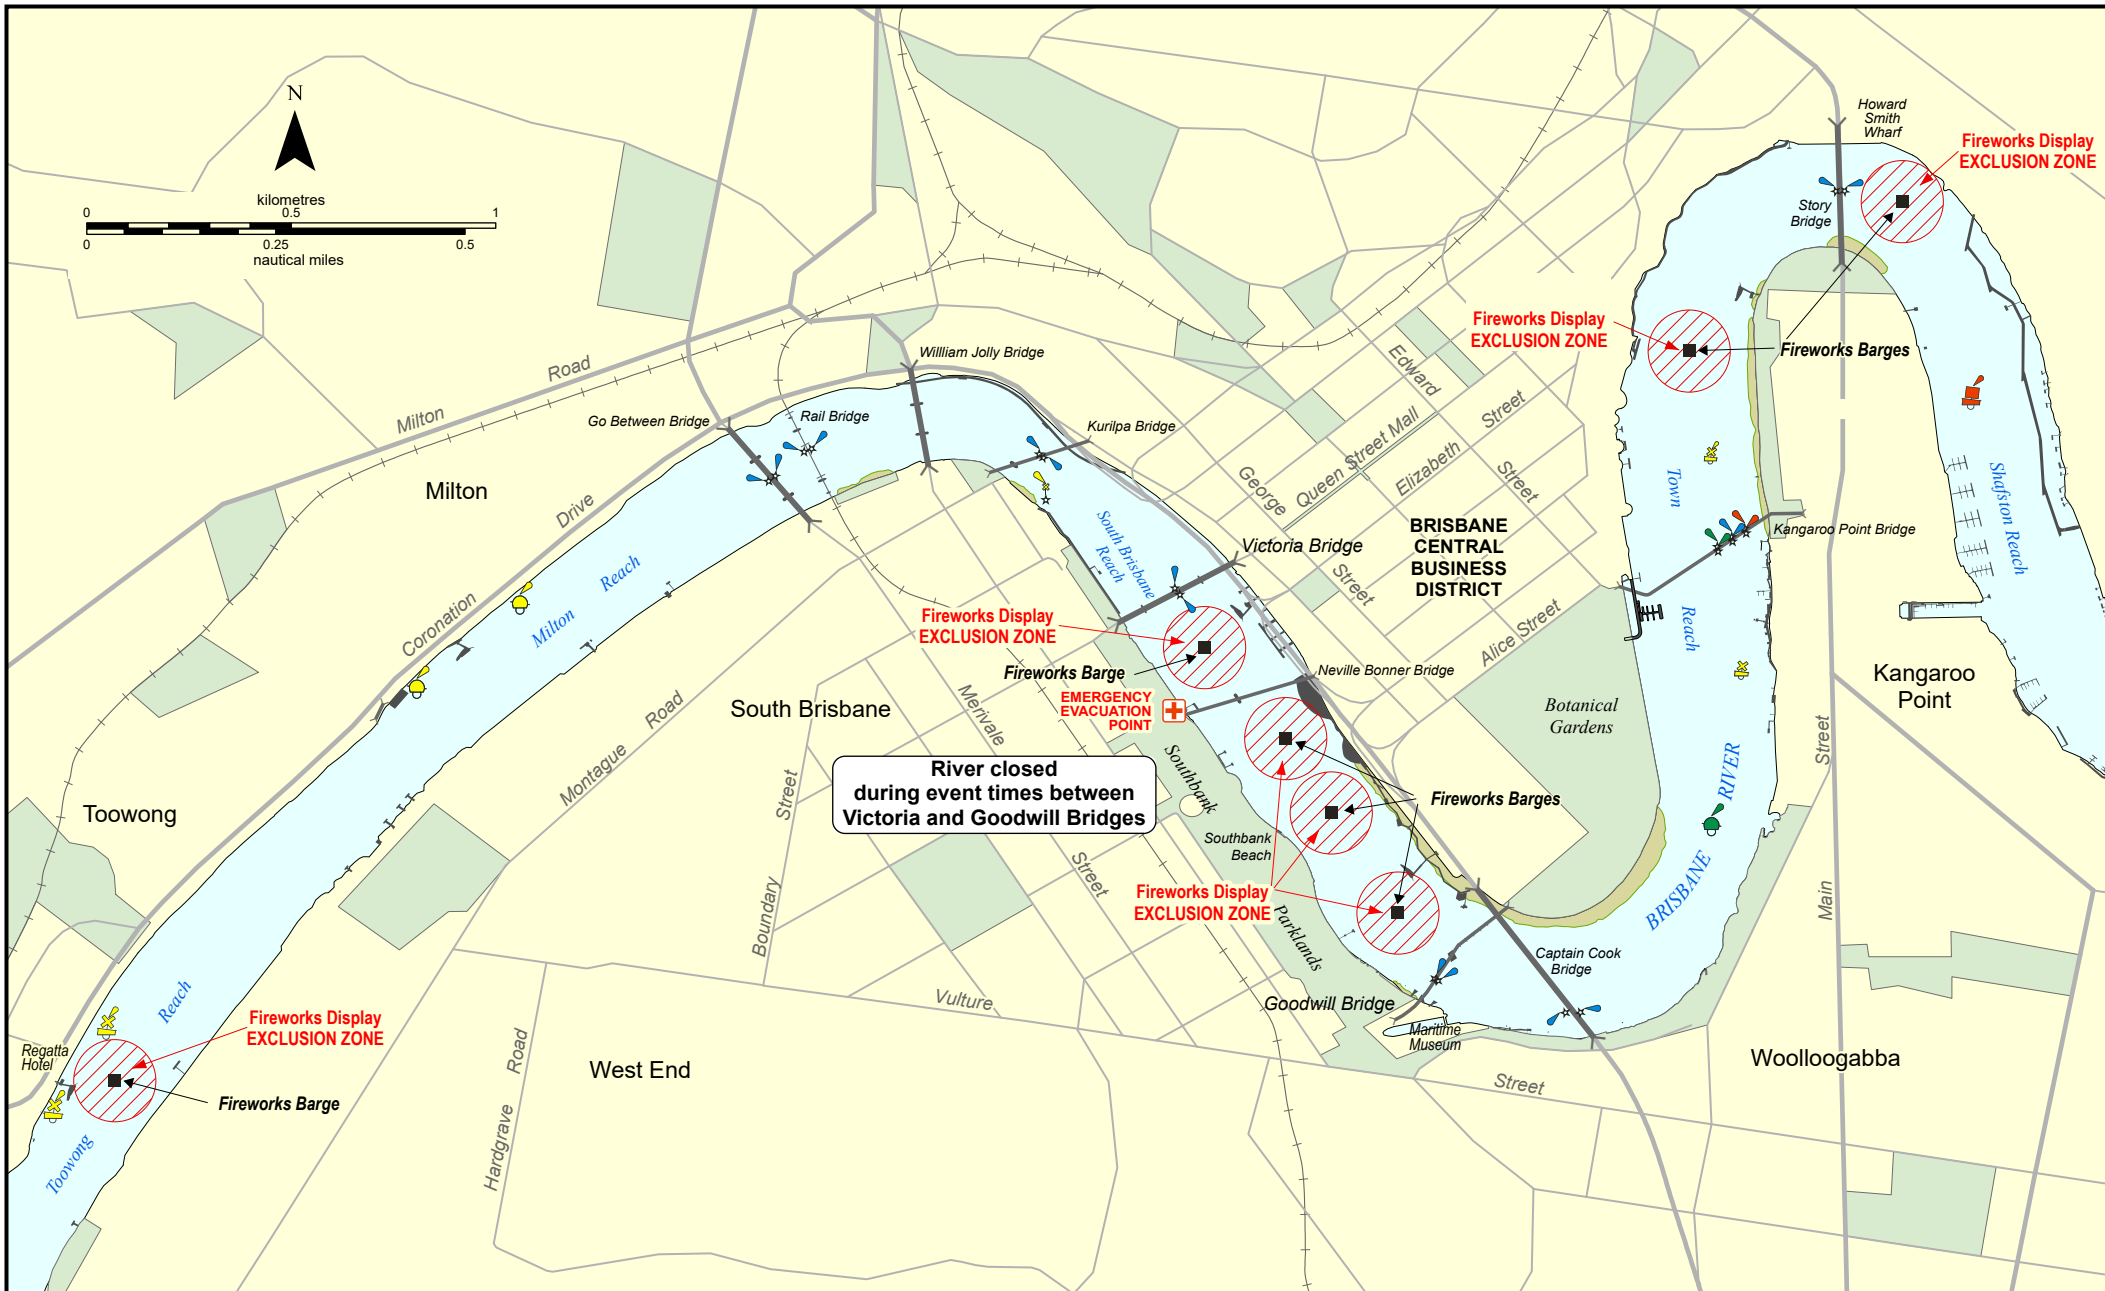 N
kilometres
0 0.5 1
0 0.25 0.5
nautical miles
Howard
Smith
Wharf
Fireworks Display
EXCLUSION ZONE
Story
Bridge
Fireworks Display
EXCLUSION ZONE
Fireworks Barges
Willliam Jolly Bridge
Milton Road
Go Between Bridge
Rail Bridge
Kurilpa Bridge
Edward
Street
Queen Street Mall
Elizabeth Street
George
Street
Milton
Coronation Drive
Milton Reach
South Brisbane
Reach
Victoria Bridge
BRISBANE
CENTRAL
BUSINESS
DISTRICT
Town
Reach
Kangaroo Point Bridge
Shafston Reach
Fireworks Display
EXCLUSION ZONE
Fireworks Barge
Alice Street
Neville Bonner Bridge
EMERGENCY
EVACUATION
POINT
Kangaroo
Point
Botanical
Gardens
South Brisbane
Montague Road
Merivale
Street
Boundary
Street
River closed
during event times between
Victoria and Goodwill Bridges
Southbank
Parklands
Southbank
Beach
Fireworks Barges
Fireworks Display
EXCLUSION ZONE
BRISBANE RIVER
Main
Street
Toowong
Captain Cook
Bridge
Goodwill Bridge
Maritime
Museum
Vulture
Street
Woolloogabba
West End
Hardgrave Road
Regatta
Hotel
Fireworks Display
EXCLUSION ZONE
Fireworks Barge
Toowong
Reach